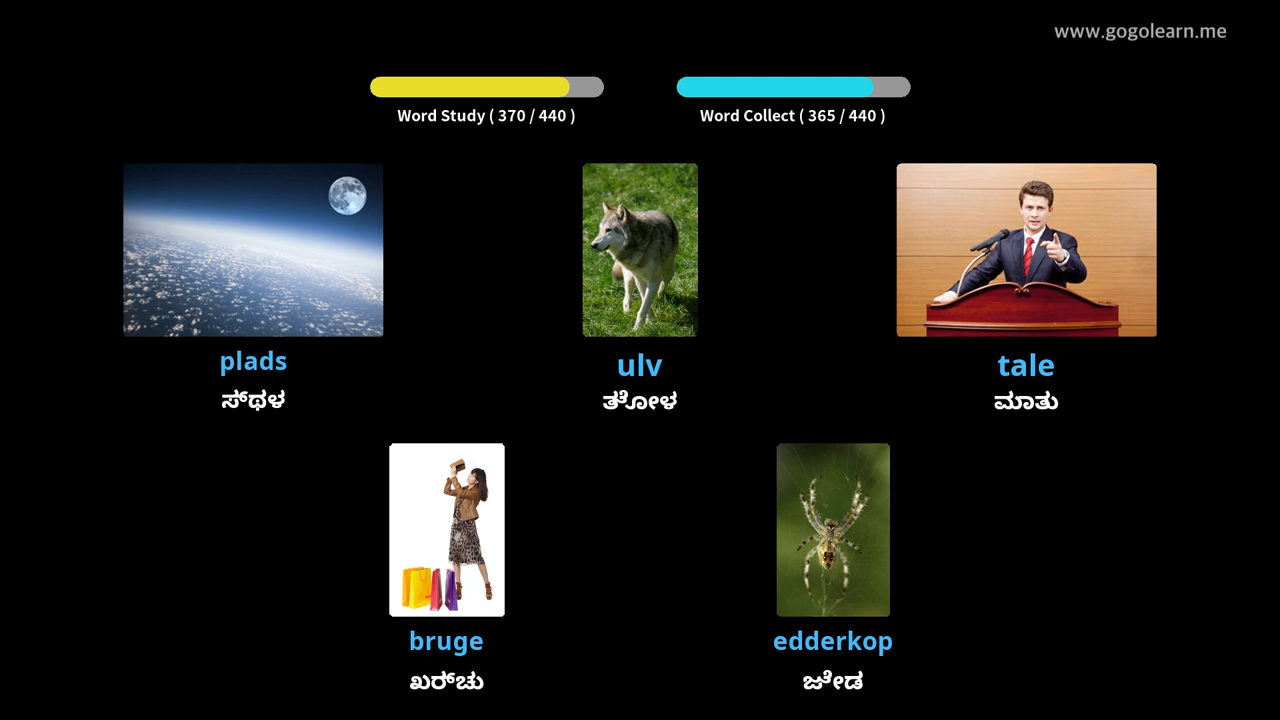 www.gogolearn.me
Word Study ( 370 / 440 )
Word Collect ( 365 / 440 )
plads
ಸ್ಥಳ
ulv
ತೋಳ
tale
ಮಾತು
bruge
ಖರ್ಚು
edderkop
ಜೇಡ